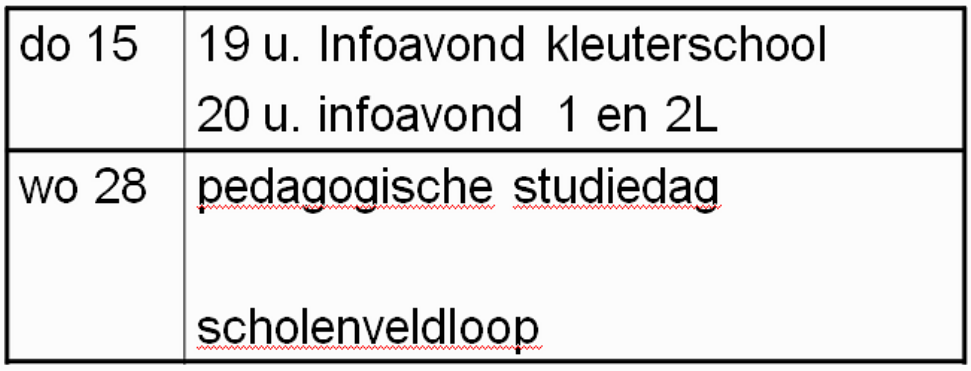 do 15 19 u. Infoavond kleuterschool
20 u. infoavond 1 en 2L
wo 28 pedagogische studiedag
scholenveldloop